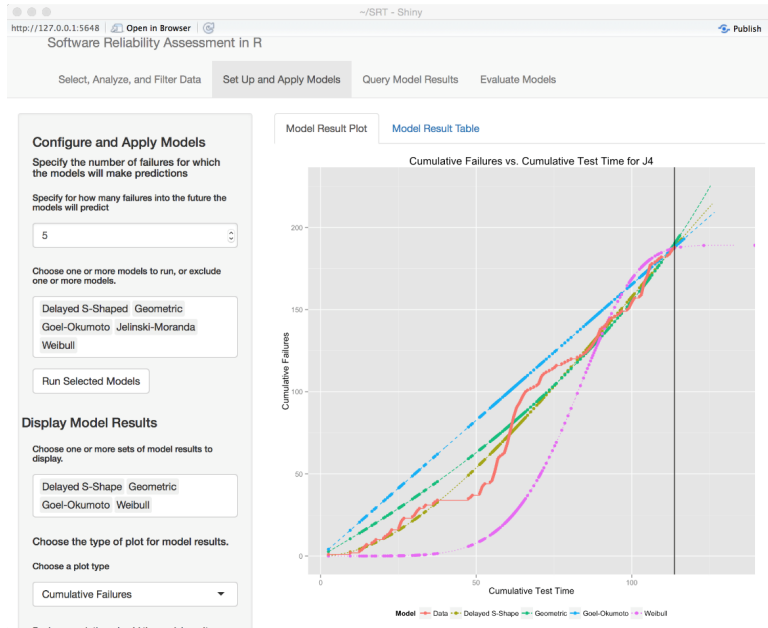 ~/SRT - Shiny
http://127.0.0.1:5648 Open in Browser Publish
Software Reliability Assessment in R
Select, Analyze, and Filter Data Set Up and Apply Models Query Model Results Evaluate Models
Configure and Apply Models
Specify the number of failures for which
the models will make predictions
Specify for how many failures into the future the
models will predict
5
Choose one or more models to run, or exclude
one or more models.
Delayed S-Shaped Geometric
Goel-Okumoto Jelinski-Moranda
Weibull
Run Selected Models
Display Model Results
Choose one or more sets of model results to
display.
Delayed S-Shape Geometric
Goel-Okumoto Weibull
Choose the type of plot for model results.
Choose a plot type
Cumulative Failures
Model Result Plot Model Result Table
Cumulative Failures vs. Cumulative Test Time for J4
Cumulative Failures
200
150
100
50
0
0 50 100
Cumulative Test Time
Model Data Delayed S-Shape Geometric Goel-Okumoto Weibull